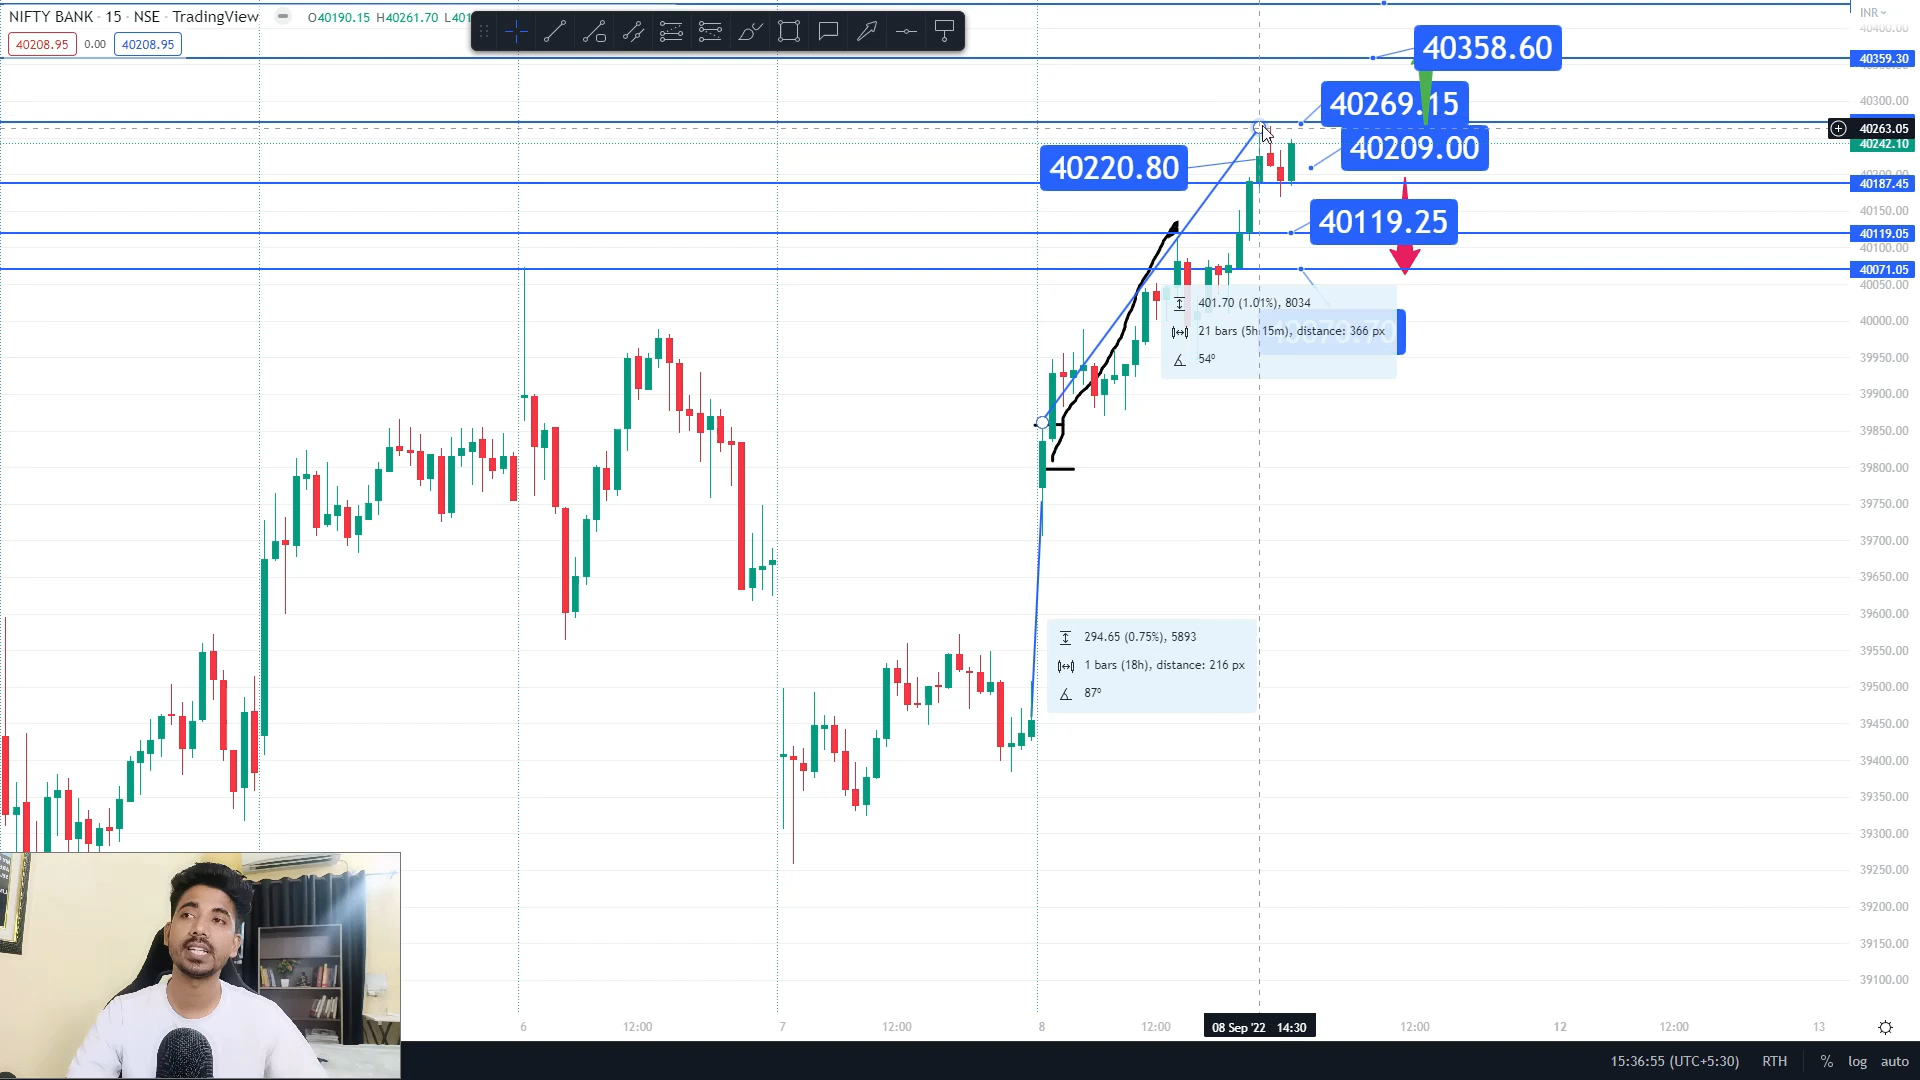 NIFTY BANK · 15 · NSE · TradingView
O40190.15 H40261.70 L401
40208.95 0.00 40208.95
INR
40358.60
40359.30
40300.00
40269.15
40263.05
40242.10
40209.00
40220.80
40187.45
40150.00
40119.25
40119.05
40100.00
40071.05
40050.00
401.70 (1.01%), 8034
21 bars (5h 15m), distance: 366 px
54º
40000.00
39950.00
39900.00
39850.00
39800.00
39750.00
39700.00
39650.00
39600.00
294.65 (0.75%), 5893
1 bars (18h), distance: 216 px
87º
39550.00
39500.00
39450.00
39400.00
39350.00
39300.00
39250.00
39200.00
39150.00
39100.00
6 12:00 7 12:00 8 12:00 08 Sep '22 14:30 12:00 12 12:00 13
15:36:55 (UTC+5:30) RTH % log auto